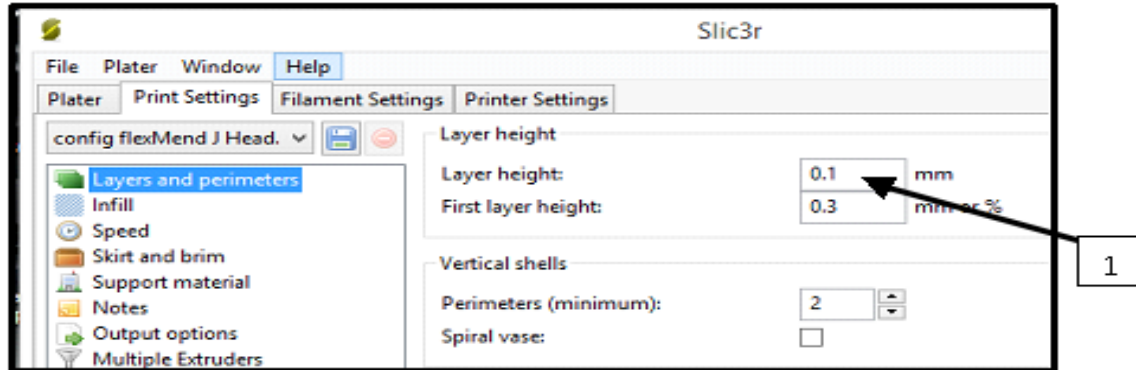 Slic3r
File Plater Window Help
Plater Print Settings Filament Settings Printer Settings
config flexMend J Head.
Layer height
Layers and perimeters
Layer height: 0.1 mm
Infill
First layer height: 0.3 mm or %
Speed
Skirt and brim
Vertical shells
1
Support material
Notes
Perimeters (minimum): 2
Output options
Spiral vase:
Multiple Extruders